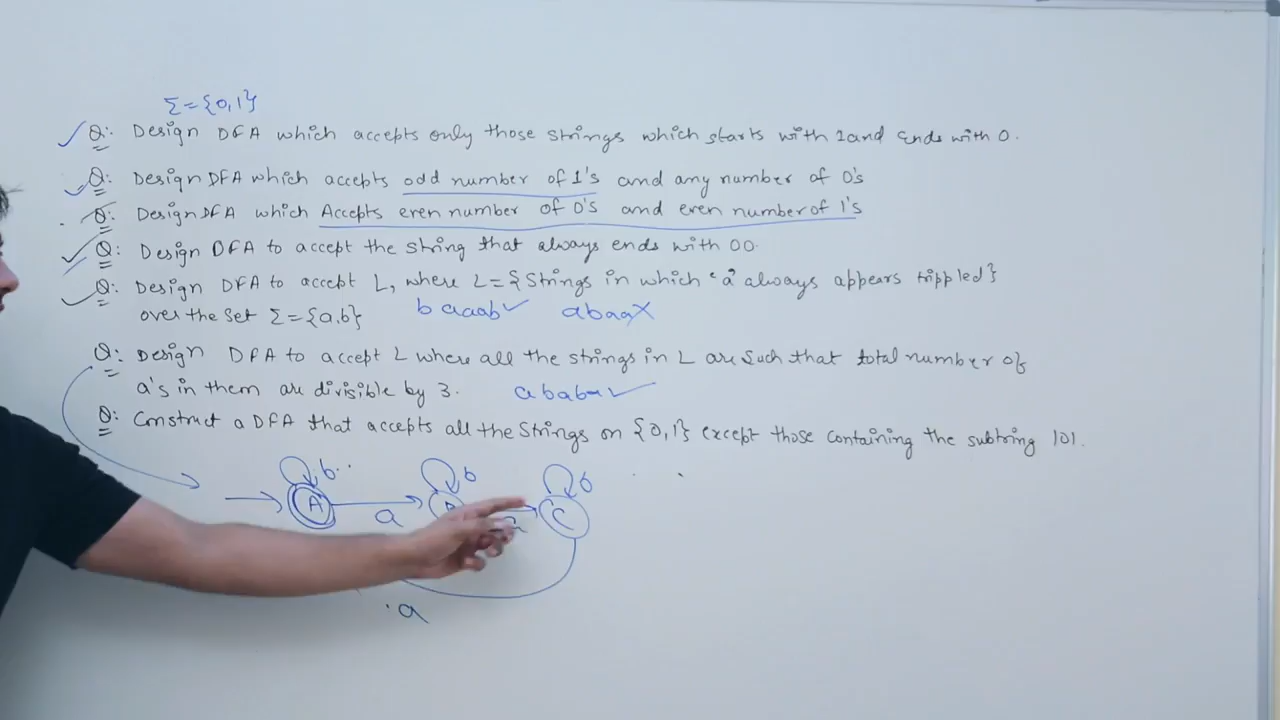 Σ={0,1}
Q: Design DFA which accepts only those strings which starts with 1 and Ends with 0.
Q: Design DFA which accepts odd number of 1's and any number of 0's
Q: Design DFA which Accepts even number of 0's and even number of 1's
Q: Design DFA to accept the string that always ends with 00.
Q: Design DFA to accept L, where L={Strings in which 'a' always appears trippled}
over the set Σ={a,b} baaab✓ abaaX
Q: Design DFA to accept L where all the strings in L are such that total number of
a's in them are divisible by 3. ababa✓
Q: Construct a DFA that accepts all the strings on {0,1} except those containing the subtring 101.
b b b
A a B a C
a